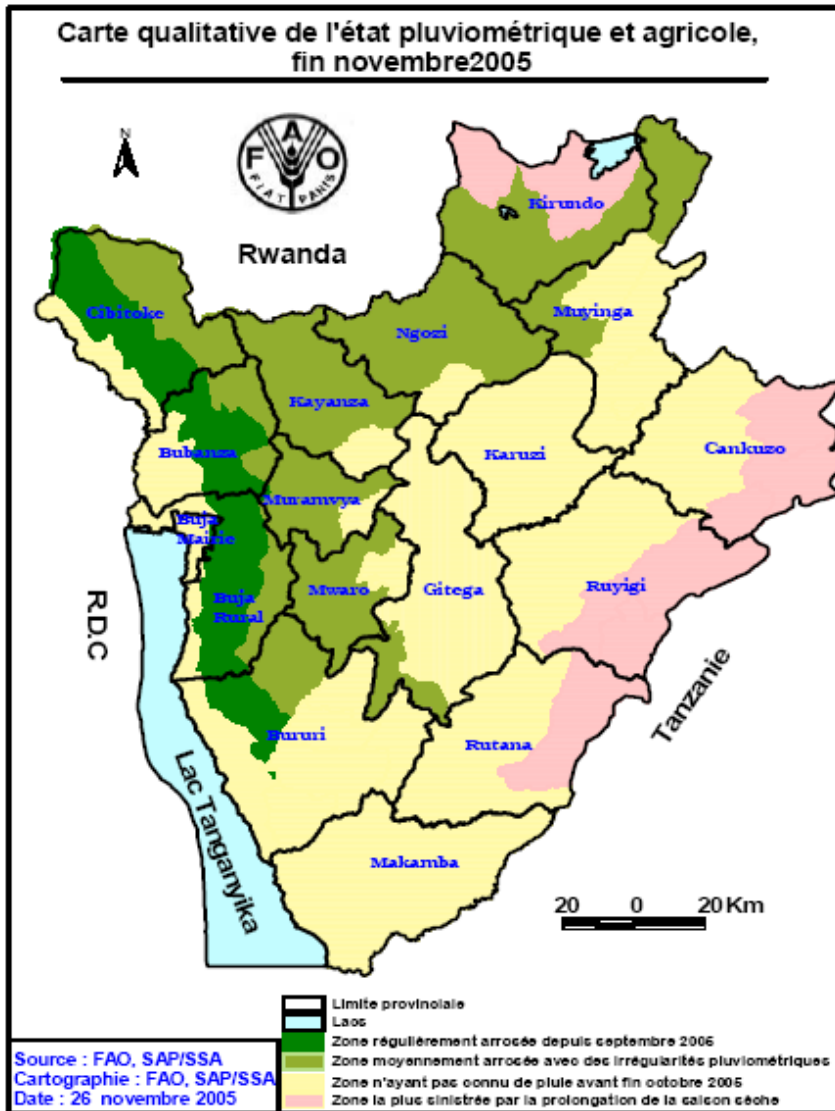 Carte qualitative de l'état pluviométrique et agricole,
fin novembre2005
N
F A O
FIAT PANIS
Rwanda
Kirundo
Cibitoke
Ngozi
Muyinga
Kayanza
Bubanza
Karuzi
Cankuzo
Muramvya
Buja
Mairie
Buja
Rural
Mwaro
Gitega
Ruyigi
R.D.C
Tanzanie
Bururi
Rutana
Lac Tanganyika
Makamba
20 0 20 Km
Limite provinciale
Lacs
Zone régulièrement arrosée depuis septembre 2005
Zone moyennement arrosée avec des irrégularités pluviométriques
Zone n'ayant pas connu de pluie avant fin octobre 2005
Zone la plus sinistrée par la prolongation de la saison sèche
Source : FAO, SAP/SSA
Cartographie : FAO, SAP/SSA
Date : 26 novembre 2005